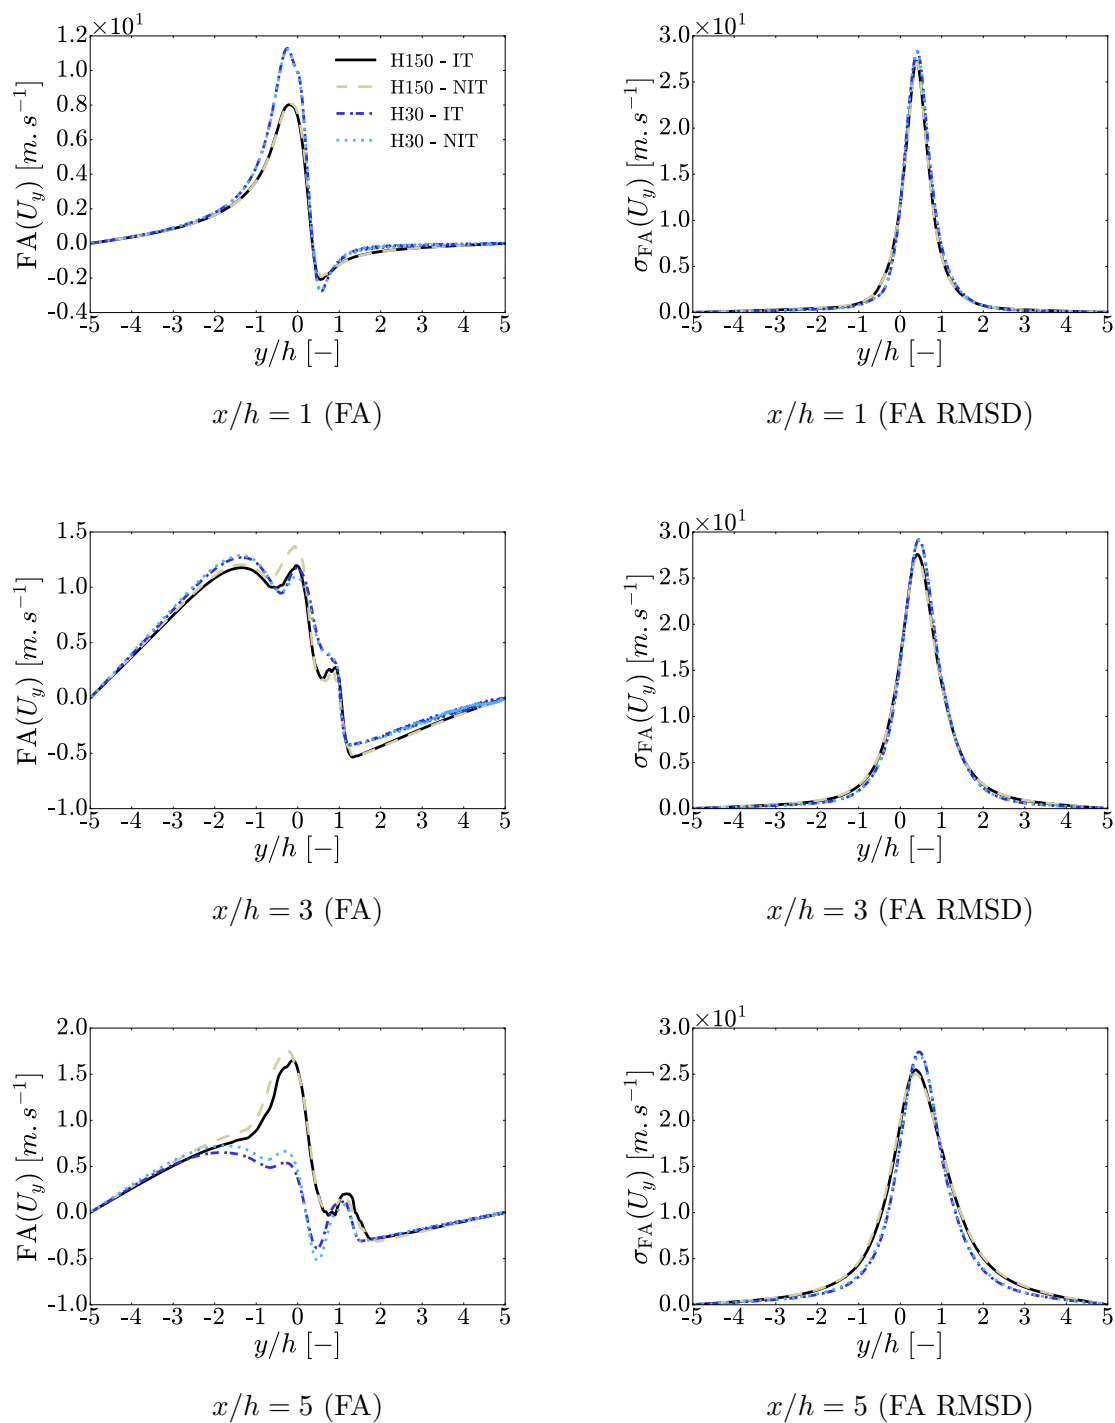 ×10¹ ×10¹
1.2 3.0
1.0 2.5
0.8 2.0
0.6 1.5
0.4 1.0
0.2 0.5
0.0 0.0
-0.2
-0.4
H150 - IT
H150 - NIT
H30 - IT
H30 - NIT
FA(U_y) [m.s⁻¹] σ_FA(U_y) [m.s⁻¹]
-5 -4 -3 -2 -1 0 1 2 3 4 5 -5 -4 -3 -2 -1 0 1 2 3 4 5
y/h [−] y/h [−]
x/h = 1 (FA) x/h = 1 (FA RMSD)
×10¹
1.5 3.0
1.0 2.5
0.5 2.0
0.0 1.5
-0.5 1.0
-1.0 0.5
0.0
FA(U_y) [m.s⁻¹] σ_FA(U_y) [m.s⁻¹]
-5 -4 -3 -2 -1 0 1 2 3 4 5 -5 -4 -3 -2 -1 0 1 2 3 4 5
y/h [−] y/h [−]
x/h = 3 (FA) x/h = 3 (FA RMSD)
×10¹
2.0 3.0
1.5 2.5
1.0 2.0
0.5 1.5
0.0 1.0
-0.5 0.5
-1.0 0.0
FA(U_y) [m.s⁻¹] σ_FA(U_y) [m.s⁻¹]
-5 -4 -3 -2 -1 0 1 2 3 4 5 -5 -4 -3 -2 -1 0 1 2 3 4 5
y/h [−] y/h [−]
x/h = 5 (FA) x/h = 5 (FA RMSD)